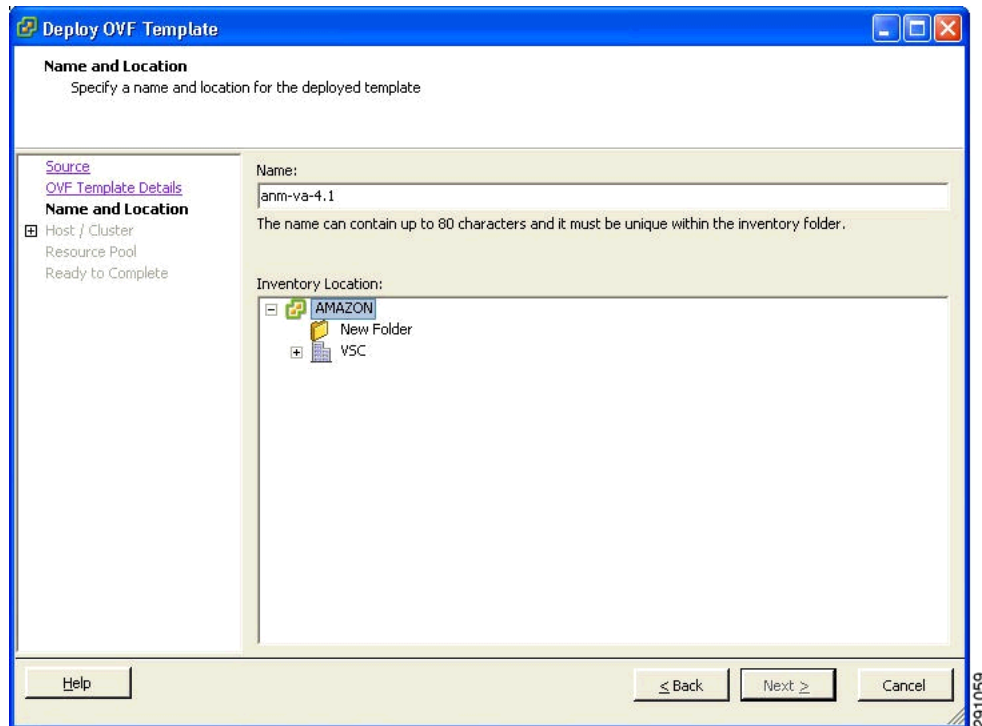 Deploy OVF Template
Name and Location
Specify a name and location for the deployed template
Source
OVF Template Details
Name and Location
Host / Cluster
Resource Pool
Ready to Complete
Name:
anm-va-4.1
The name can contain up to 80 characters and it must be unique within the inventory folder.
Inventory Location:
AMAZON
New Folder
VSC
Help
< Back
Next >
Cancel
291059